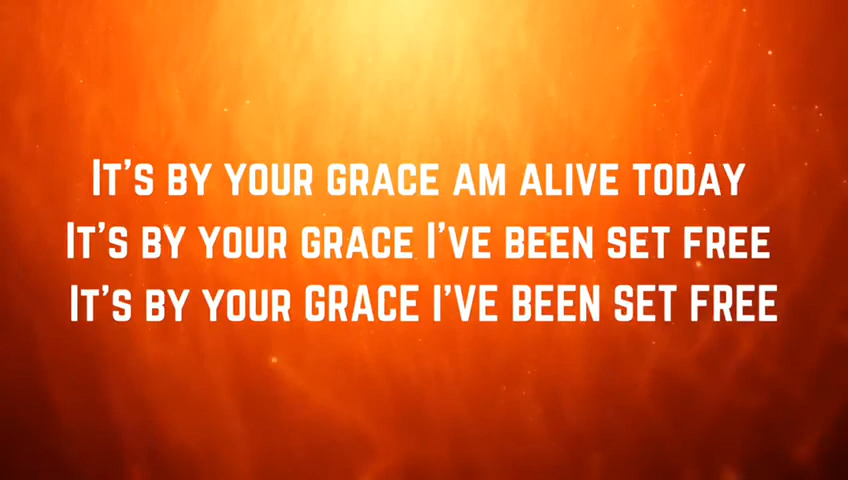 It's by your grace am alive today
It's by your grace I've been set free
It's by your GRACE I'VE BEEN SET FREE